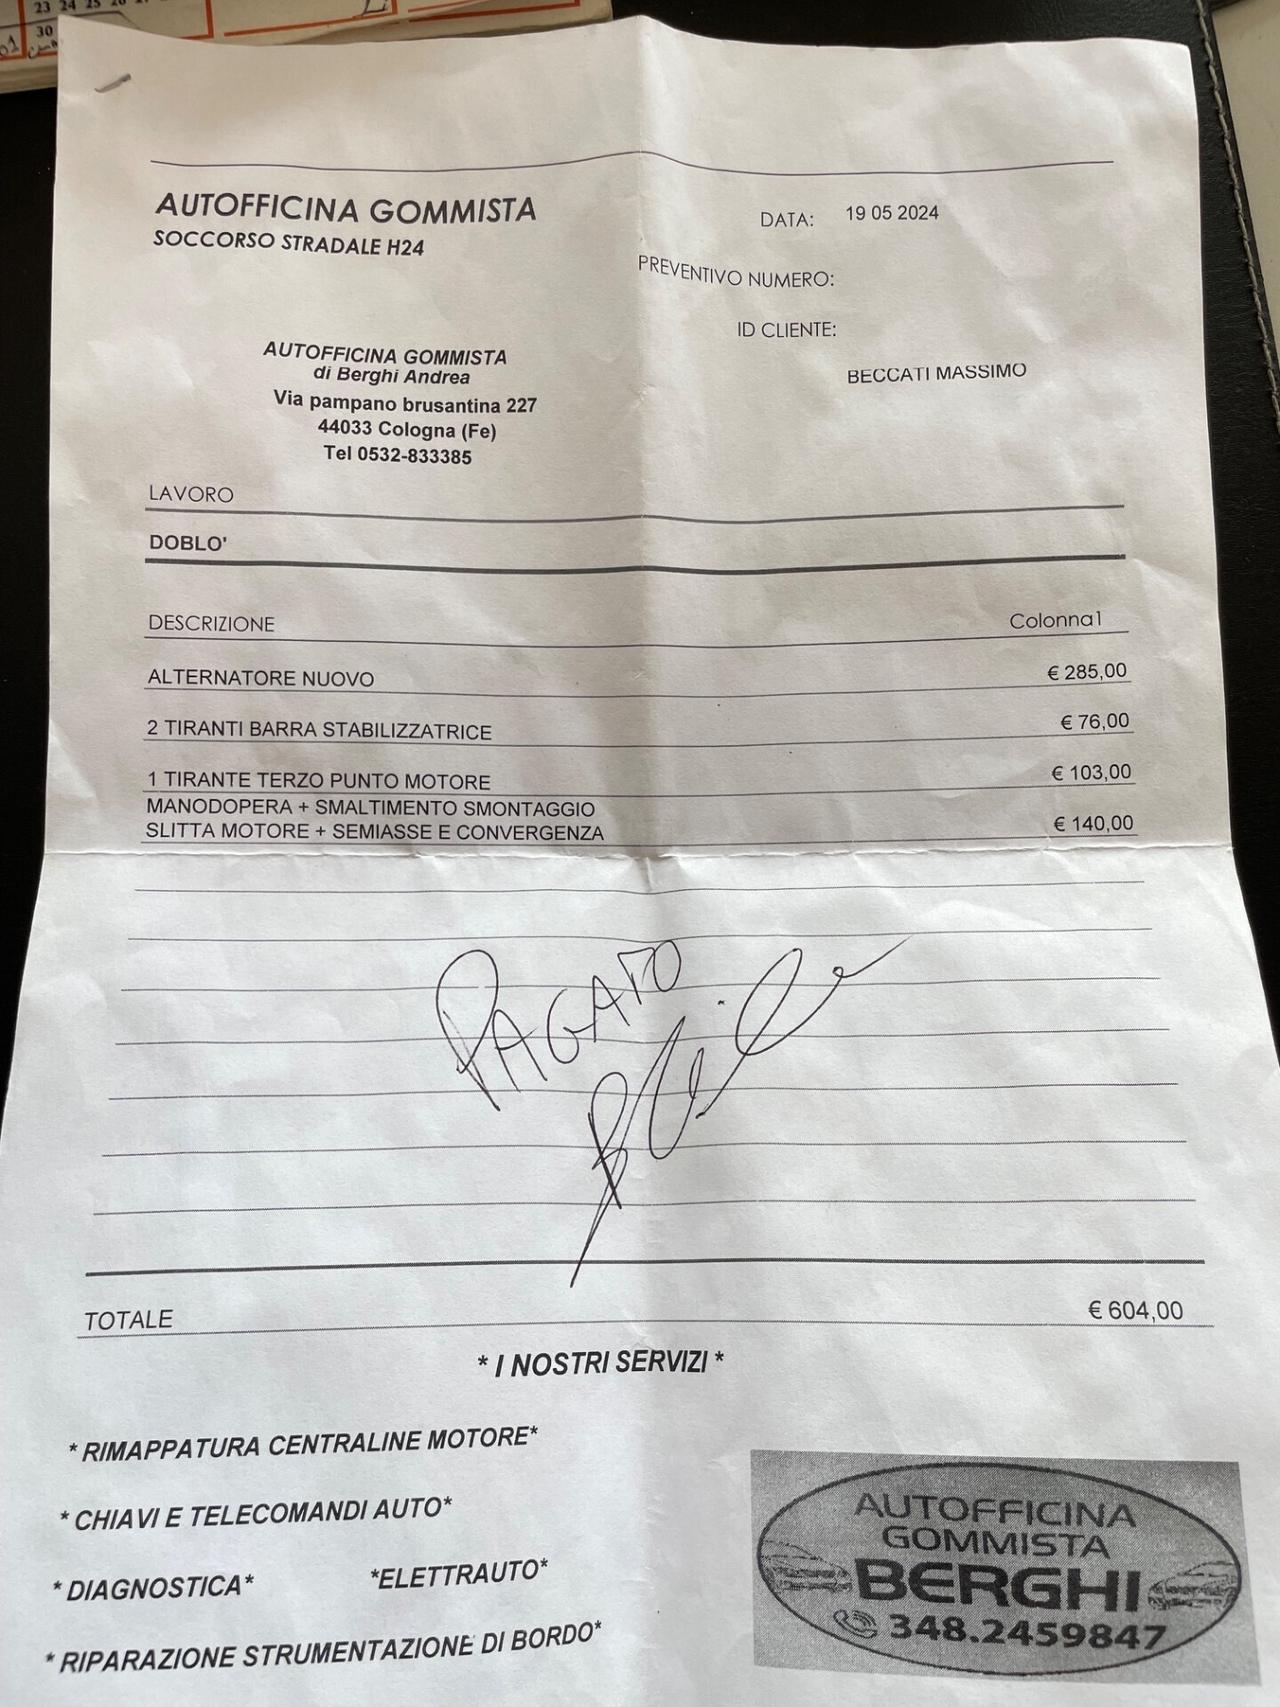 23 24 25
30
AUTOFFICINA GOMMISTA
SOCCORSO STRADALE H24
DATA: 19 05 2024
PREVENTIVO NUMERO:
ID CLIENTE:
BECCATI MASSIMO
AUTOFFICINA GOMMISTA
di Berghi Andrea
Via pampano brusantina 227
44033 Cologna (Fe)
Tel 0532-833385
LAVORO
DOBLO'
DESCRIZIONE Colonna1
ALTERNATORE NUOVO € 285,00
2 TIRANTI BARRA STABILIZZATRICE € 76,00
1 TIRANTE TERZO PUNTO MOTORE € 103,00
MANODOPERA + SMALTIMENTO SMONTAGGIO
SLITTA MOTORE + SEMIASSE E CONVERGENZA € 140,00
PAGATO
TOTALE € 604,00
* I NOSTRI SERVIZI *
* RIMAPPATURA CENTRALINE MOTORE*
* CHIAVI E TELECOMANDI AUTO*
* DIAGNOSTICA* *ELETTRAUTO*
* RIPARAZIONE STRUMENTAZIONE DI BORDO*
AUTOFFICINA
GOMMISTA
BERGHI
348.2459847